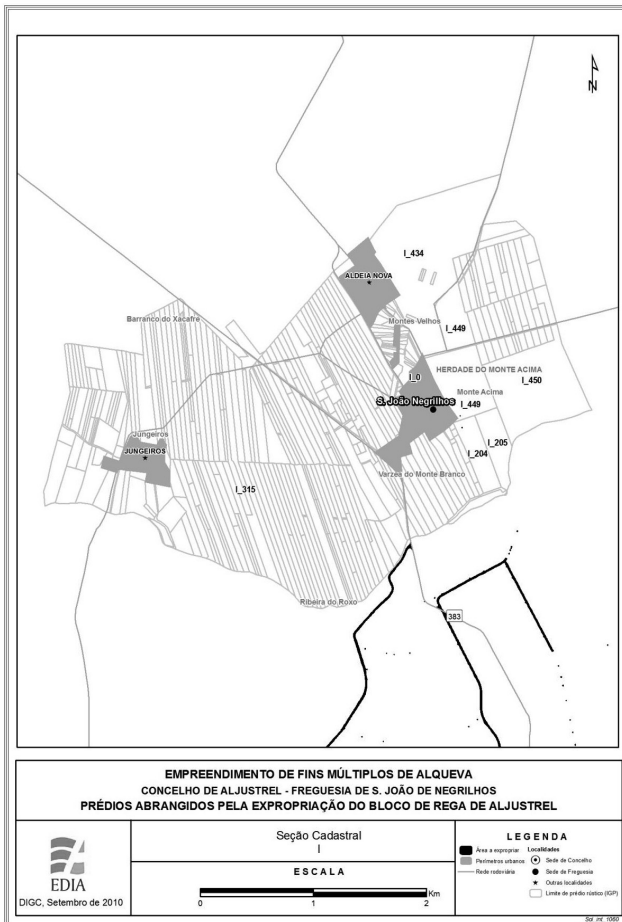 N
I_434
ALDEIA NOVA
Montes Velhos
Barranco do Xacafre
I_449
HERDADE DO MONTE ACIMA
I_0
I_450
Monte Acima
S. João Negrilhos
I_449
Jungeiros
I_205
JUNGEIROS
I_204
Varzea do Monte Branco
I_315
Ribeira do Roxo
383
EMPREENDIMENTO DE FINS MÚLTIPLOS DE ALQUEVA
CONCELHO DE ALJUSTREL - FREGUESIA DE S. JOÃO DE NEGRILHOS
PRÉDIOS ABRANGIDOS PELA EXPROPRIAÇÃO DO BLOCO DE REGA DE ALJUSTREL
EDIA
DIGC, Setembro de 2010
Seção Cadastral
I
ESCALA
0 1 2 Km
LEGENDA
Área a expropriar
Perímetros urbanos
Rede rodoviária
Localidades
Sede de Concelho
Sede de Freguesia
Outras localidades
Limite de prédio rústico (IGP)
Sol_int_1060